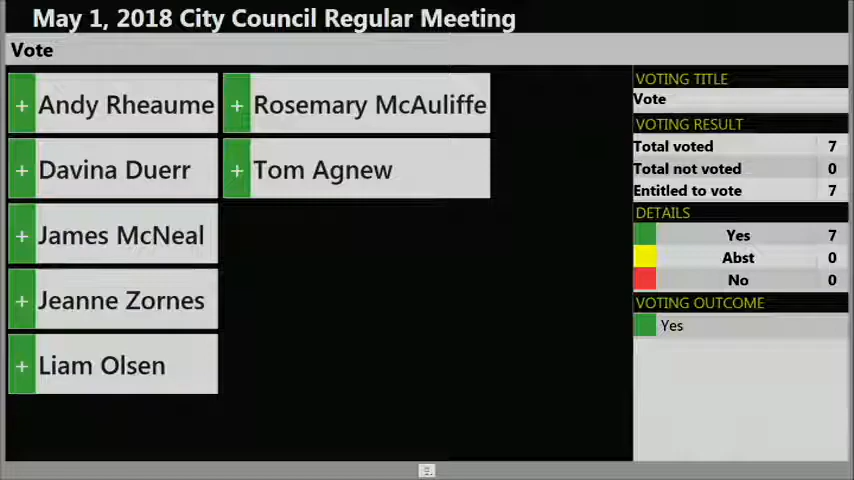 May 1, 2018 City Council Regular Meeting
Vote
+ Andy Rheaume
+ Rosemary McAuliffe
+ Davina Duerr
+ Tom Agnew
+ James McNeal
+ Jeanne Zornes
+ Liam Olsen
VOTING TITLE
Vote
VOTING RESULT
Total voted 7
Total not voted 0
Entitled to vote 7
DETAILS
Yes 7
Abst 0
No 0
VOTING OUTCOME
Yes